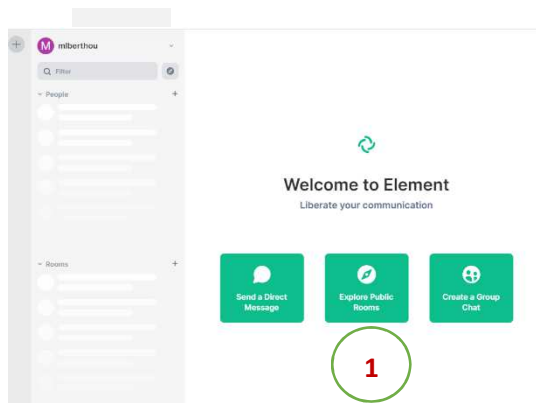 M mlberthou
Filter
People
Rooms
Welcome to Element
Liberate your communication
Send a Direct
Message
Explore Public
Rooms
Create a Group
Chat
1